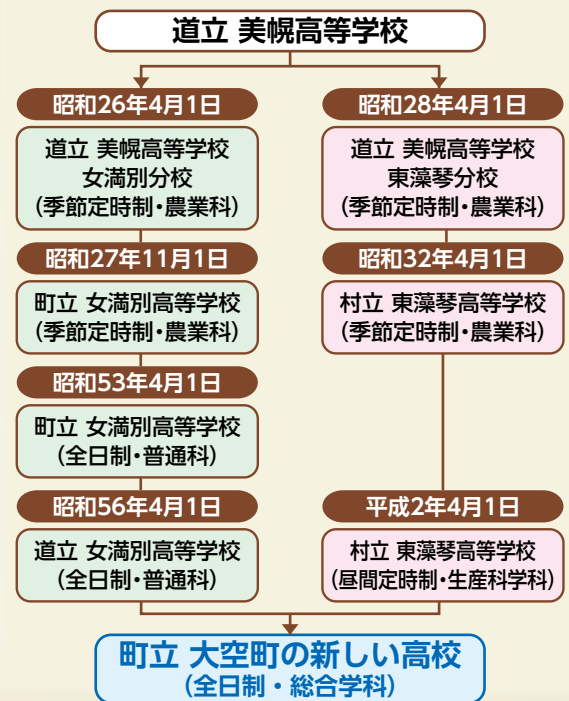 道立 美幌高等学校
昭和26年4月1日
道立 美幌高等学校
女満別分校
(季節定時制・農業科)
昭和27年11月1日
町立 女満別高等学校
(季節定時制・農業科)
昭和53年4月1日
町立 女満別高等学校
(全日制・普通科)
昭和56年4月1日
道立 女満別高等学校
(全日制・普通科)
昭和28年4月1日
道立 美幌高等学校
東藻琴分校
(季節定時制・農業科)
昭和32年4月1日
村立 東藻琴高等学校
(季節定時制・農業科)
平成2年4月1日
村立 東藻琴高等学校
(昼間定時制・生産科学科)
町立 大空町の新しい高校
(全日制・総合学科)